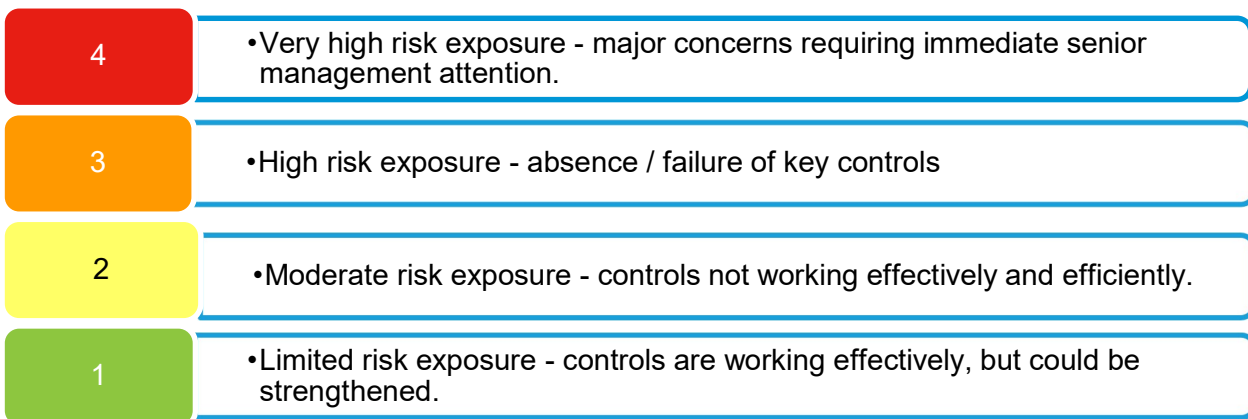 4
•Very high risk exposure - major concerns requiring immediate senior
management attention.
3
•High risk exposure - absence / failure of key controls
2
•Moderate risk exposure - controls not working effectively and efficiently.
1
•Limited risk exposure - controls are working effectively, but could be
strengthened.